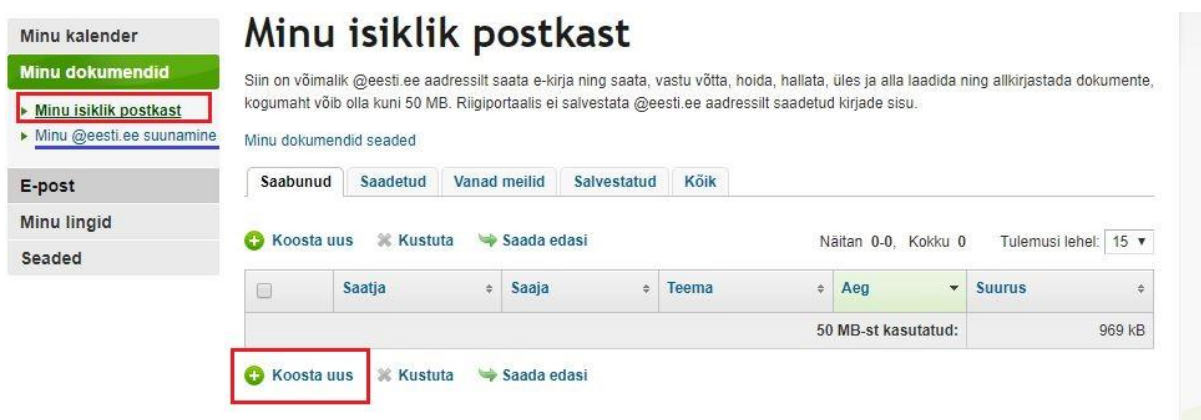 Minu kalender
Minu dokumendid
Minu isiklik postkast
Minu @eesti.ee suunamine
E-post
Minu lingid
Seaded
Minu isiklik postkast
Siin on võimalik @eesti.ee aadressilt saata e-kirja ning saata, vastu võtta, hoida, hallata, üles ja alla laadida ning allkirjastada dokumente,
kogumaht võib olla kuni 50 MB. Riigiportaalis ei salvestata @eesti.ee aadressilt saadetud kirjade sisu.
Minu dokumendid seaded
Saabunud Saadetud Vanad meilid Salvestatud Kõik
Koosta uus Kustuta Saada edasi Näitan 0-0, Kokku 0 Tulemusi lehel: 15
Saatja Saaja Teema Aeg Suurus
50 MB-st kasutatud: 969 kB
Koosta uus Kustuta Saada edasi